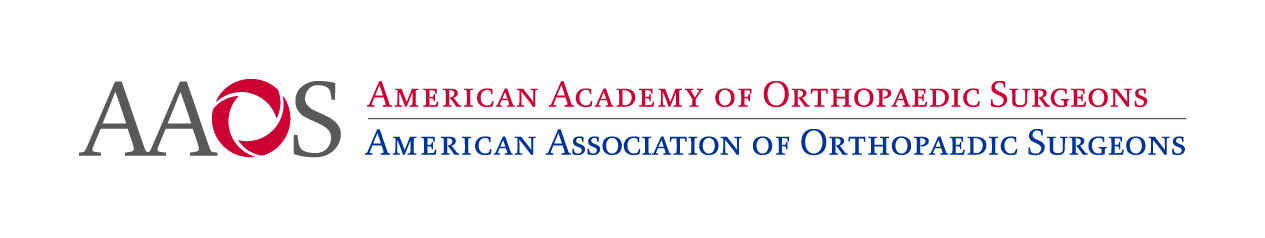 AAOS
American Academy of Orthopaedic Surgeons
American Association of Orthopaedic Surgeons